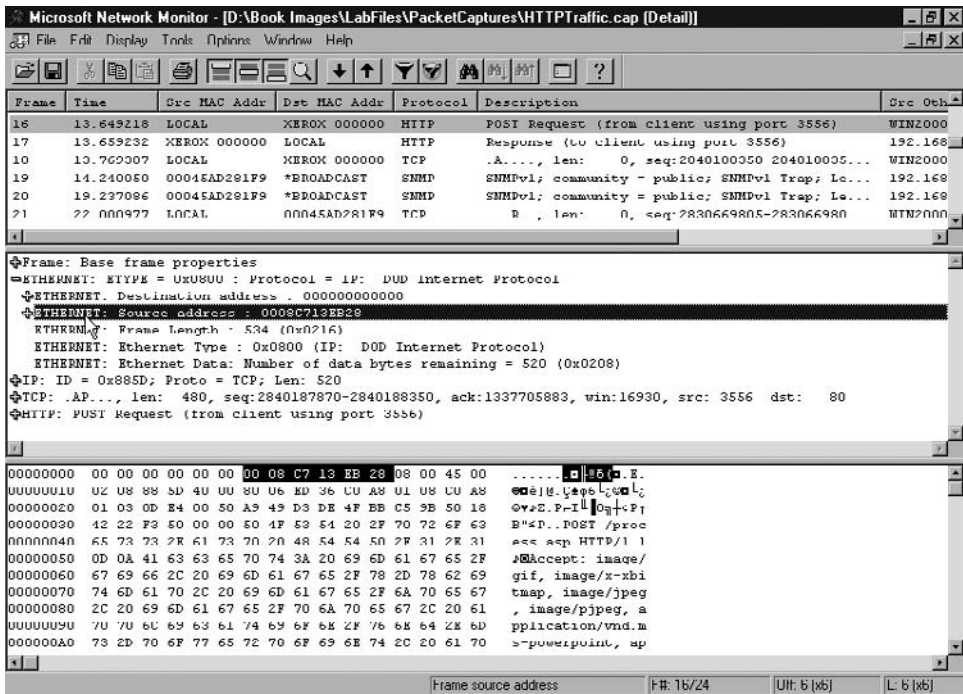 Microsoft Network Monitor - [D:\Book Images\LabFiles\PacketCaptures\HTTPTraffic.cap (Detail)]
File Edit Display Tools Options Window Help
Frame Time Src MAC Addr Dst MAC Addr Protocol Description Src Oth
16 13.649218 LOCAL XEROX 000000 HTTP POST Request (from client using port 3556) WIN2000
17 13.659232 XEROX 000000 LOCAL HTTP Response (to client using port 3556) 192.168
LOCAL XEROX 000000 TCP .A...., len: 0, WIN2000
19 14.240050 00045AD281F9 *BROADCAST SNMP SNMPv1; community = public; SNMPv1 Trap; Le... 192.168
20 19.237086 00045AD281F9 *BROADCAST SNMP SNMPv1; community = public; SNMPv1 Trap; Le... 192.168
21 22.000977 LOCAL 00045AD281F9 TCP len: 0, seq:2830669805-283066980 WIN2000
Frame: Base frame properties
ETHERNET: ETYPE = 0x0800 : Protocol = IP: DOD Internet Protocol
ETHERNET: Destination address : 000000000000
ETHERNET: Source address : 0008C713EB28
ETHERNET: Frame Length : 534 (0x0216)
ETHERNET: Ethernet Type : 0x0800 (IP: DOD Internet Protocol)
ETHERNET: Ethernet Data: Number of data bytes remaining = 520 (0x0208)
IP: ID = 0x885D; Proto = TCP; Len: 520
TCP: .AP..., len: 480, seq:2840187870-2840188350, ack:1337705883, win:16930, src: 3556 dst: 80
HTTP: POST Request (from client using port 3556)
00000000 00 00 00 00 00 00 00 08 C7 13 EB 28 08 00 45 00
00000010 02 08 88 5D 40 00 80 06 ED 36 C0 A8 01 08 C0 A8
00000020 01 03 0D E4 00 50 A9 49 D3 DE 4F BB C5 9B 50 18
00000030 42 22 F3 50 00 00 50 4F 53 54 20 2F 70 72 6F 63 POST /proc
00000040 65 73 73 2E 61 73 70 20 48 54 54 50 2F 31 2E 31 ess.asp HTTP/1.1
00000050 0D 0A 41 63 63 65 70 74 3A 20 69 6D 61 67 65 2F Accept: image/
00000060 67 69 66 2C 20 69 6D 61 67 65 2F 78 2D 78 62 69 gif, image/x-xbi
00000070 74 6D 61 70 2C 20 69 6D 61 67 65 2F 6A 70 65 67 tmap, image/jpeg
00000080 2C 20 69 6D 61 67 65 2F 70 6A 70 65 67 2C 20 61 , image/pjpeg, a
00000090 70 70 6C 69 63 61 74 69 6F 6E 2F 76 6E 64 2E 6D pplication/vnd.m
000000A0 73 2D 70 6F 77 65 72 70 6F 69 6E 74 2C 20 61 70 s-powerpoint, ap
Frame source address F#: 16/24 Off: 6 (x6) L: 6 (x6)